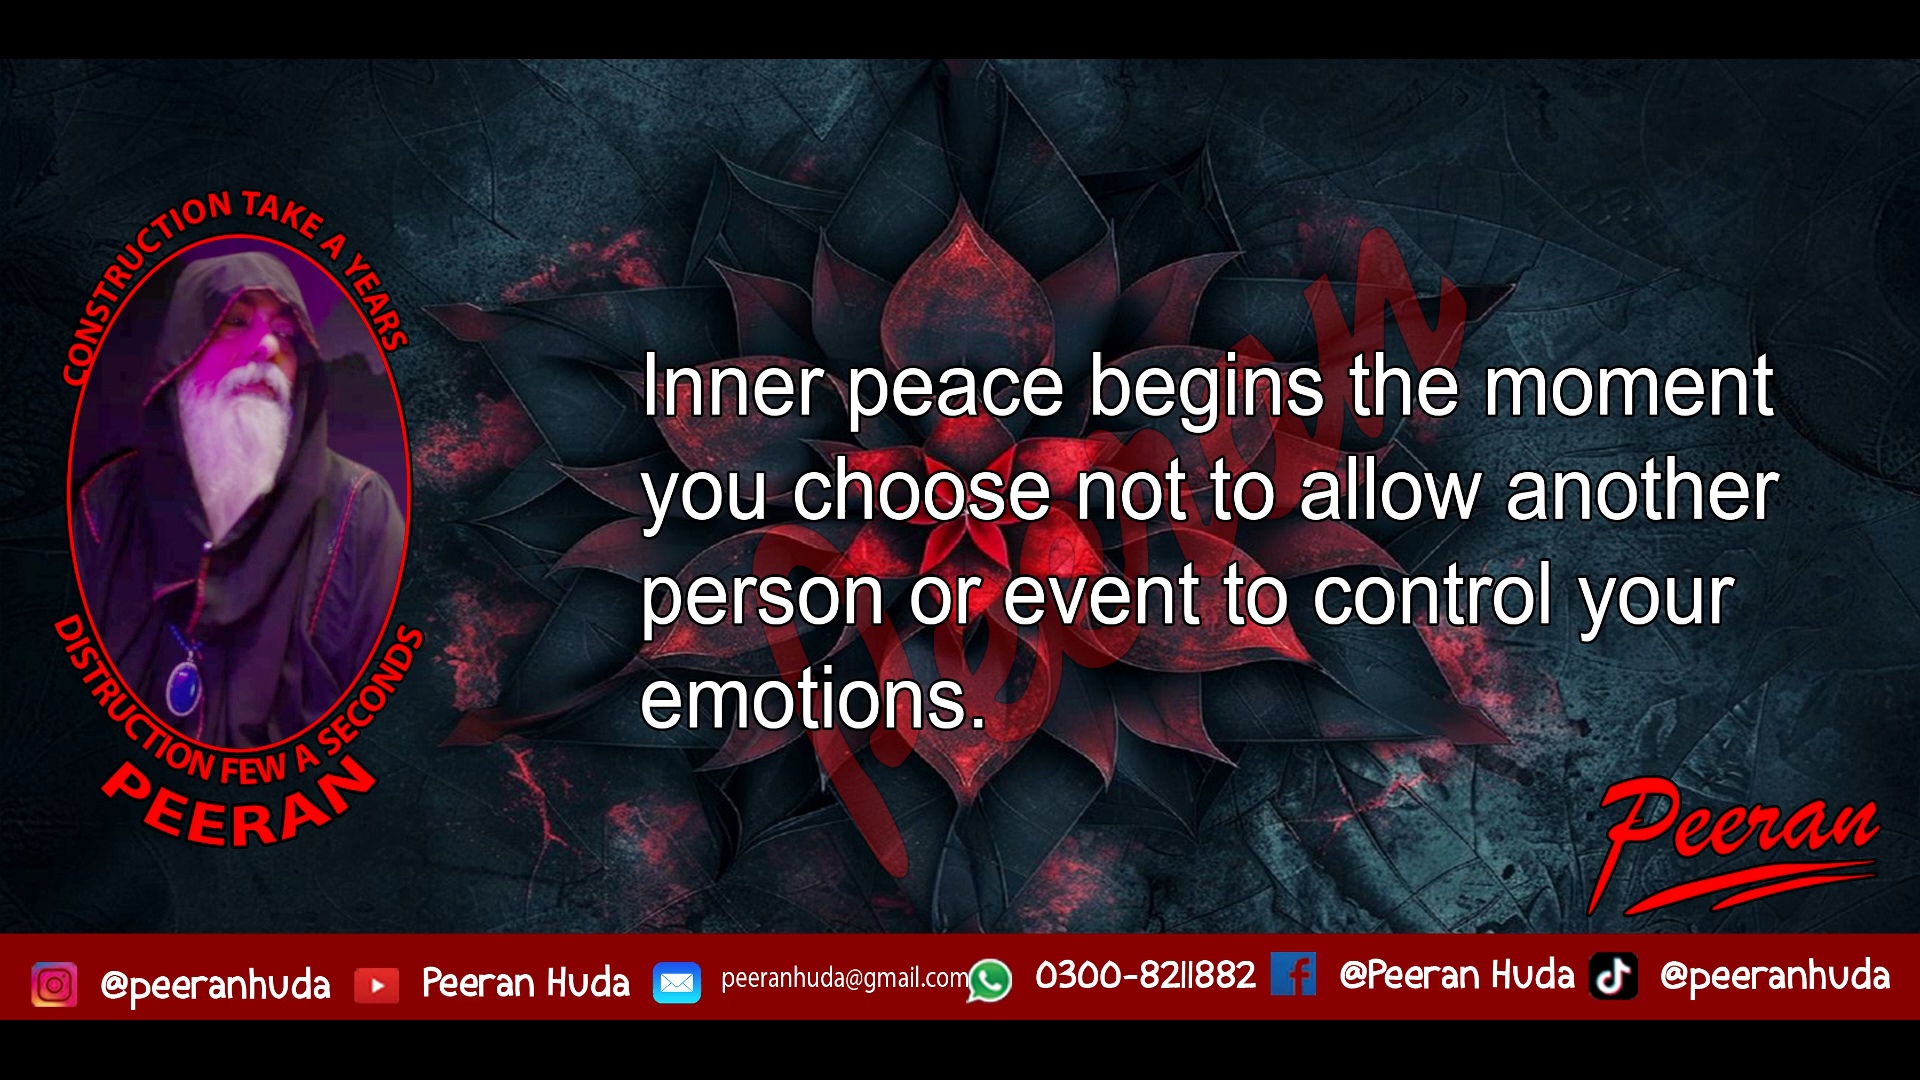 CONSTRUCTION TAKE A YEARS
DISTRUCTION FEW A SECONDS
PEERAN
Inner peace begins the moment
you choose not to allow another
person or event to control your
emotions.
Peeran
Peeran
@peeranhuda Peeran Huda peeranhuda@gmail.com 0300-8211882 @Peeran Huda @peeranhuda